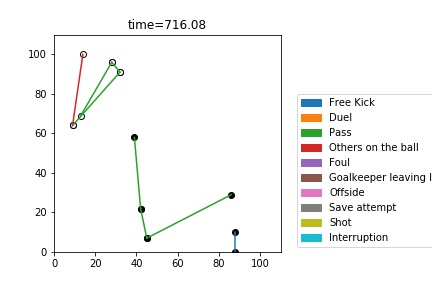 time=716.08
100
80
60
40
20
0
0 20 40 60 80 100
Free Kick
Duel
Pass
Others on the ball
Foul
Goalkeeper leaving l
Offside
Save attempt
Shot
Interruption